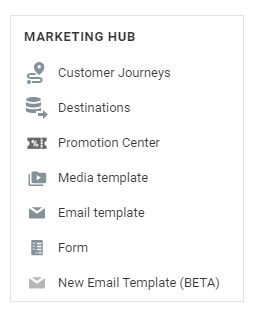 MARKETING HUB
Customer Journeys
Destinations
Promotion Center
Media template
Email template
Form
New Email Template (BETA)